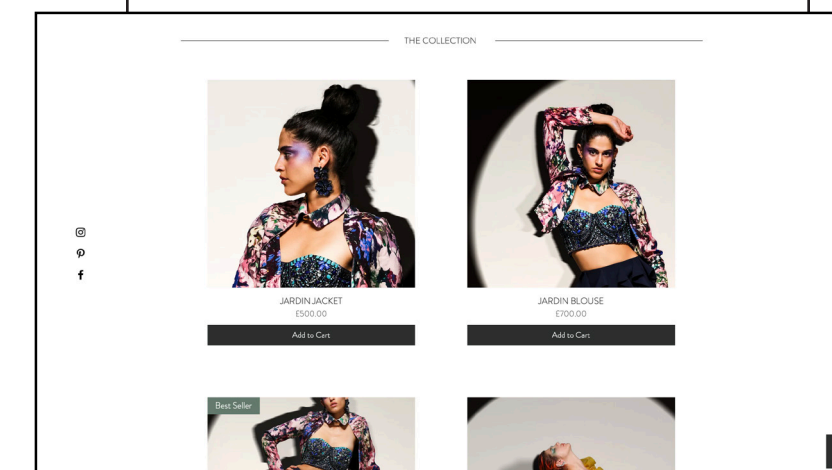 THE COLLECTION
JARDIN JACKET
£500.00
Add to Cart
JARDIN BLOUSE
£700.00
Add to Cart
Best Seller